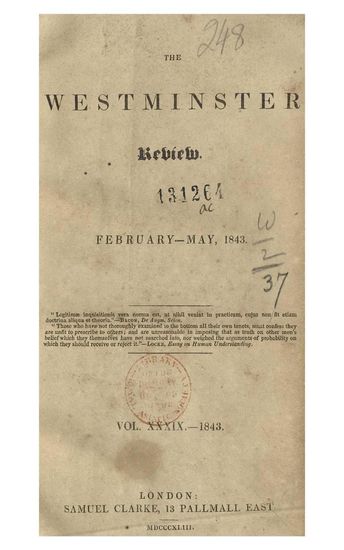 248
THE
WESTMINSTER
Review.
131264
ac
FEBRUARY—MAY, 1843.
W
2
37
"Legitimæ inquisitionis vera norma est, ut nihil veniat in practicam, cujus non fit etiam
doctrina aliqua et theoria."—BACON, De Augm. Scien.
"Those who have not thoroughly examined to the bottom all their own tenets, must confess they
are unfit to prescribe to others; and are unreasonable in imposing that as truth on other men's
belief which they themselves have not searched into, nor weighed the arguments of probability on
which they should receive or reject it."—LOCKE, Essay on Human Understanding.
LIBRARY
VOL. XXXIX.—1843.
LONDON:
SAMUEL CLARKE, 13 PALLMALL EAST.
MDCCCXLIII.